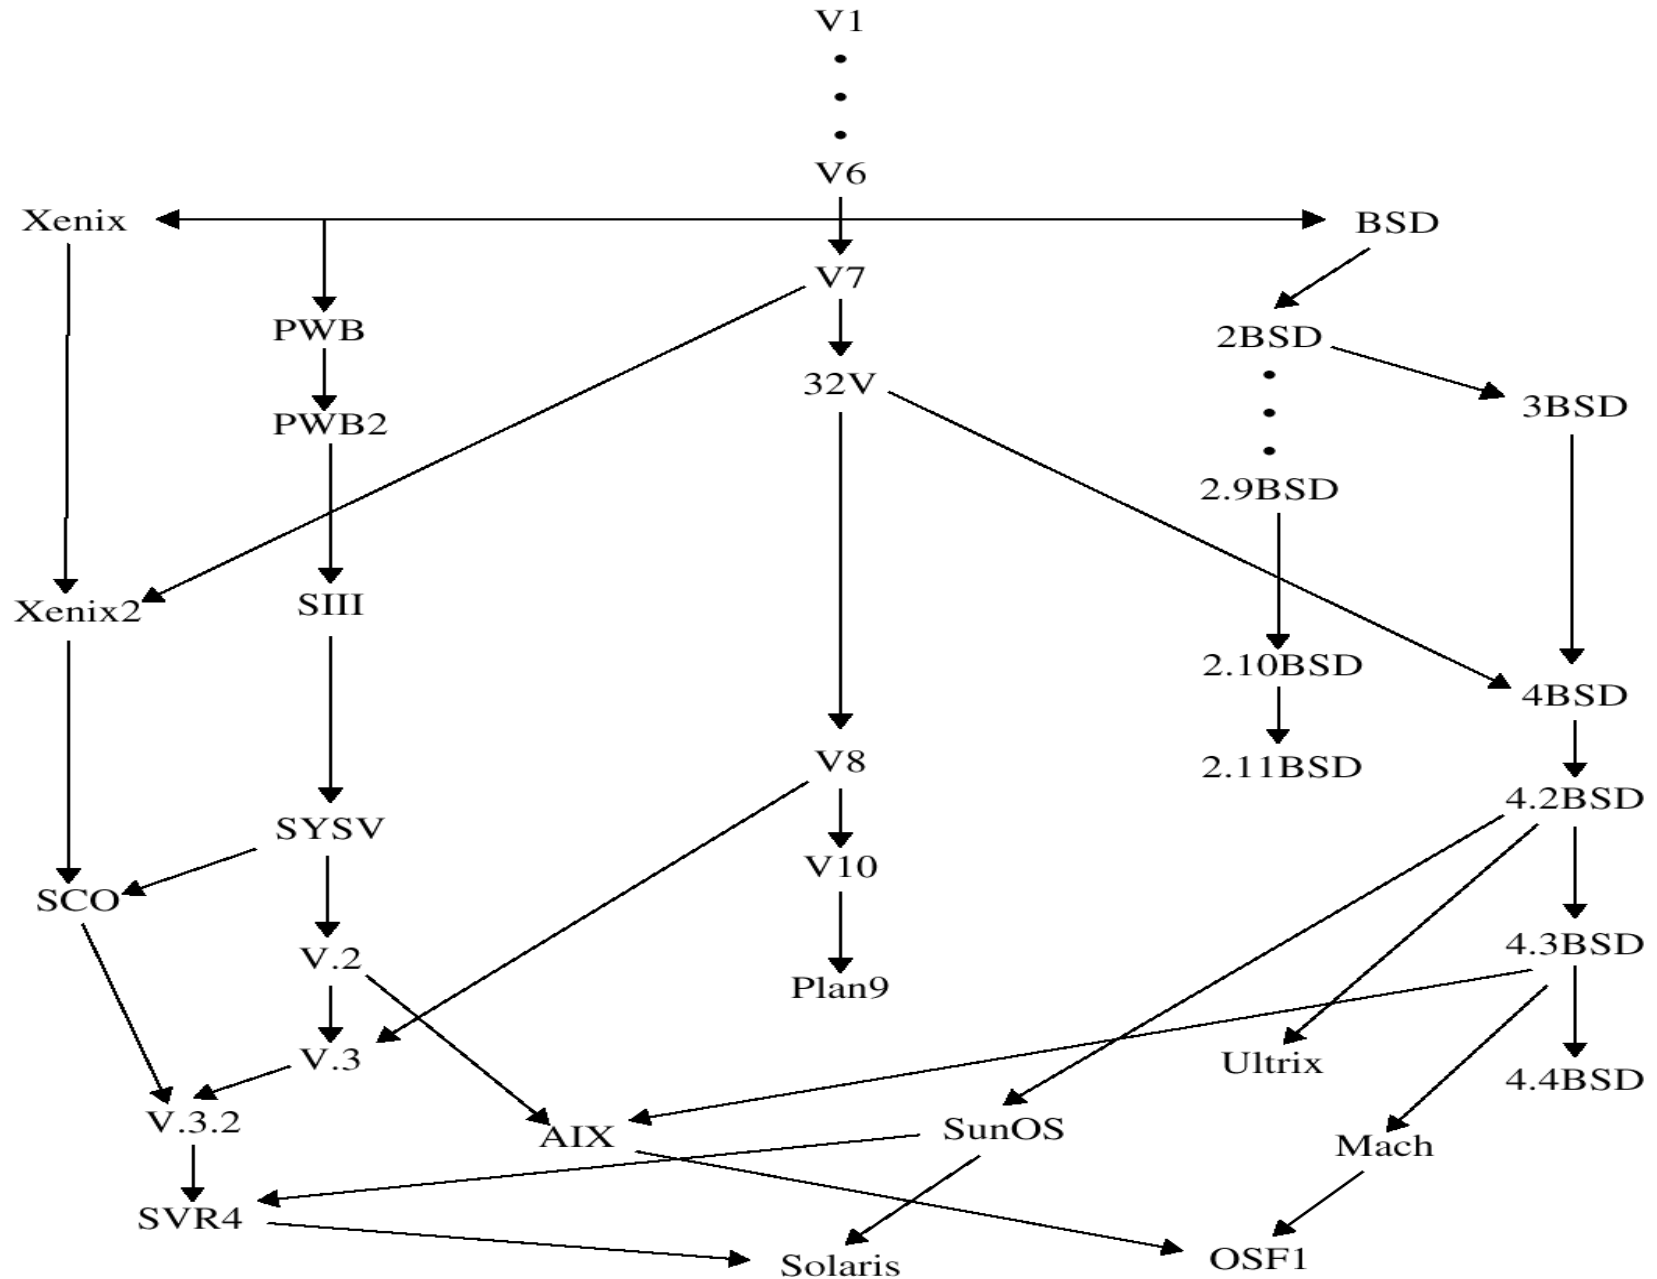 V1
V6
Xenix
BSD
V7
PWB
2BSD
32V
3BSD
PWB2
2.9BSD
Xenix2
SIII
2.10BSD
4BSD
V8
2.11BSD
4.2BSD
SYSV
V10
SCO
4.3BSD
V.2
Plan9
V.3
Ultrix
4.4BSD
V.3.2
AIX
SunOS
Mach
SVR4
Solaris
OSF1